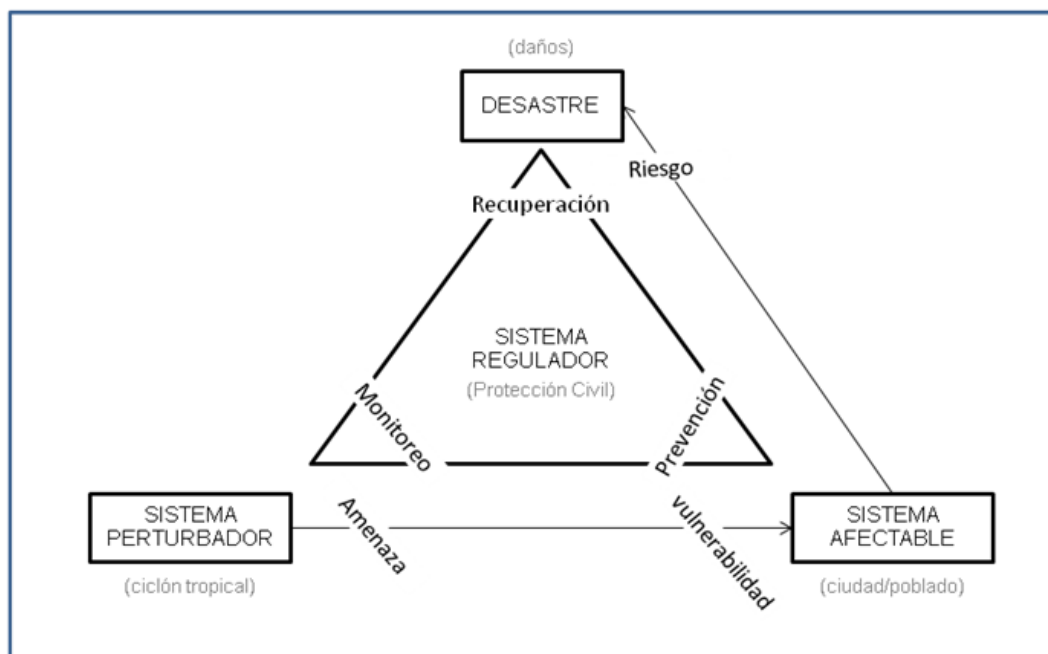 (daños)
DESASTRE
Riesgo
Recuperación
SISTEMA
REGULADOR
(Protección Civil)
Monitoreo
Prevención
SISTEMA
PERTURBADOR
(ciclón tropical)
Amenaza
vulnerabilidad
SISTEMA
AFECTABLE
(ciudad/poblado)